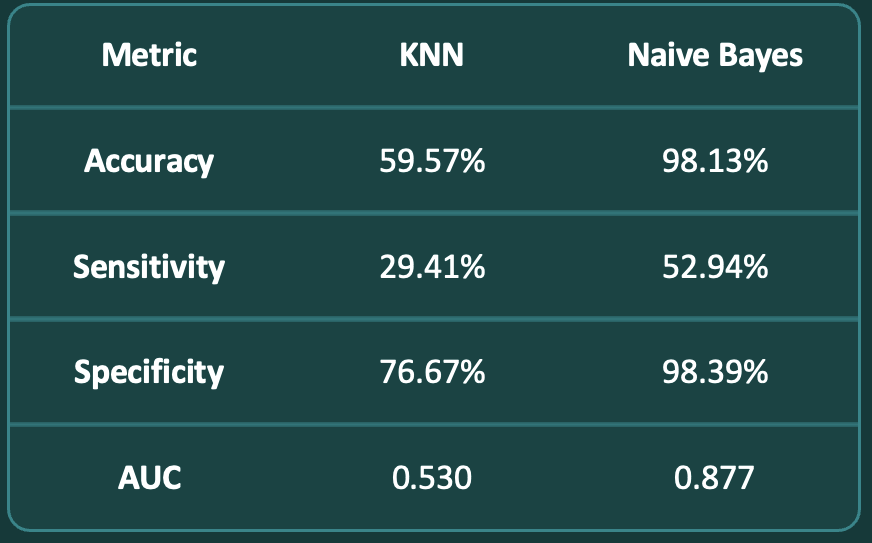 Metric KNN Naive Bayes
Accuracy 59.57% 98.13%
Sensitivity 29.41% 52.94%
Specificity 76.67% 98.39%
AUC 0.530 0.877